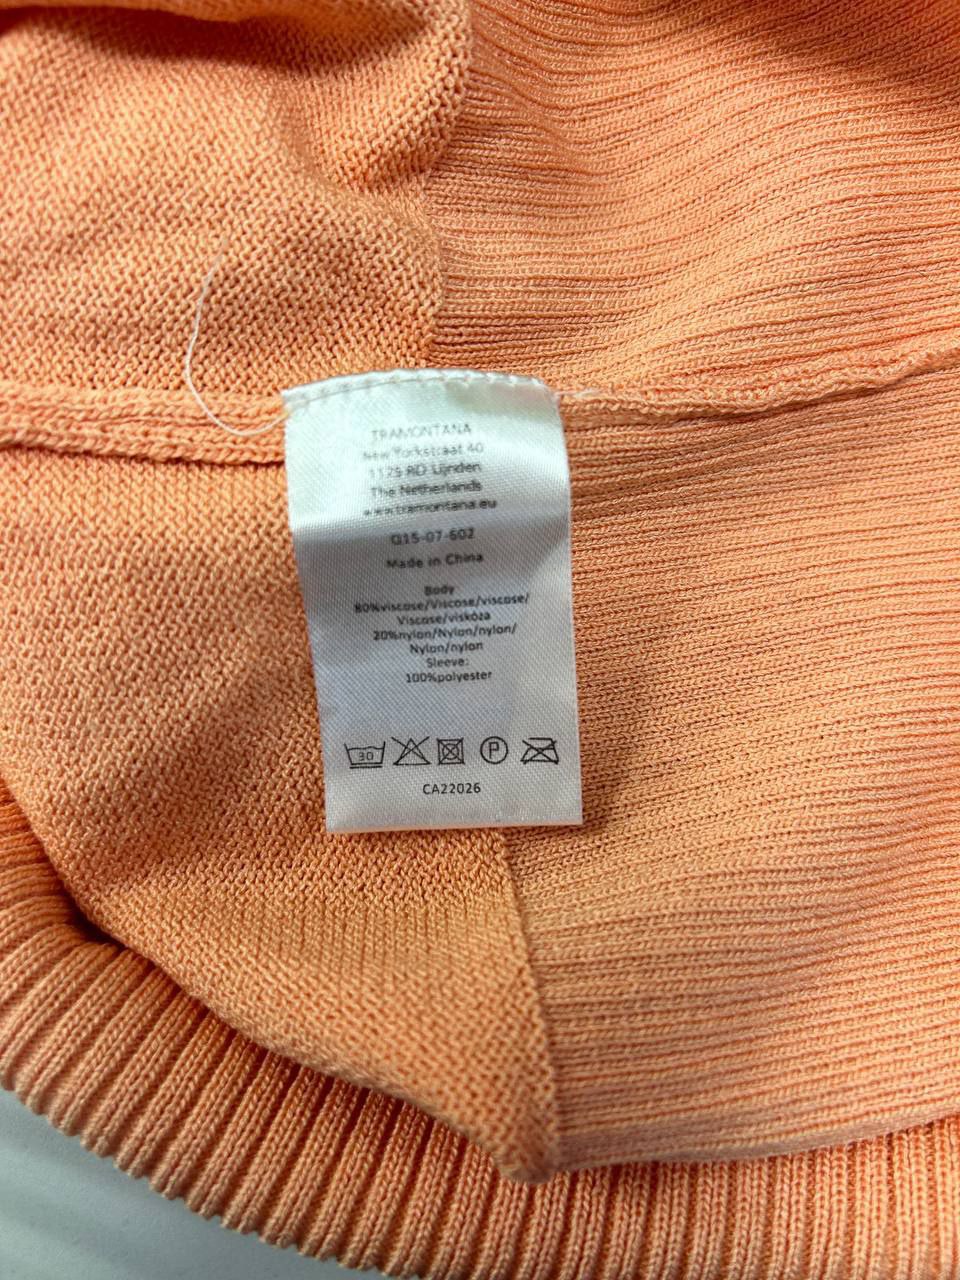 TRAMONTANA
New Yorkstraat 40
1175 RD Lijnden
The Netherlands
www.tramontana.eu
Q15-07-602
Made in China
Body
80%viscose/Viscose/viscose/
Viscose/viskóza
20%nylon/Nylon/nylon/
Nylon/nylon
Sleeve:
100%polyester
30 P
CA22026